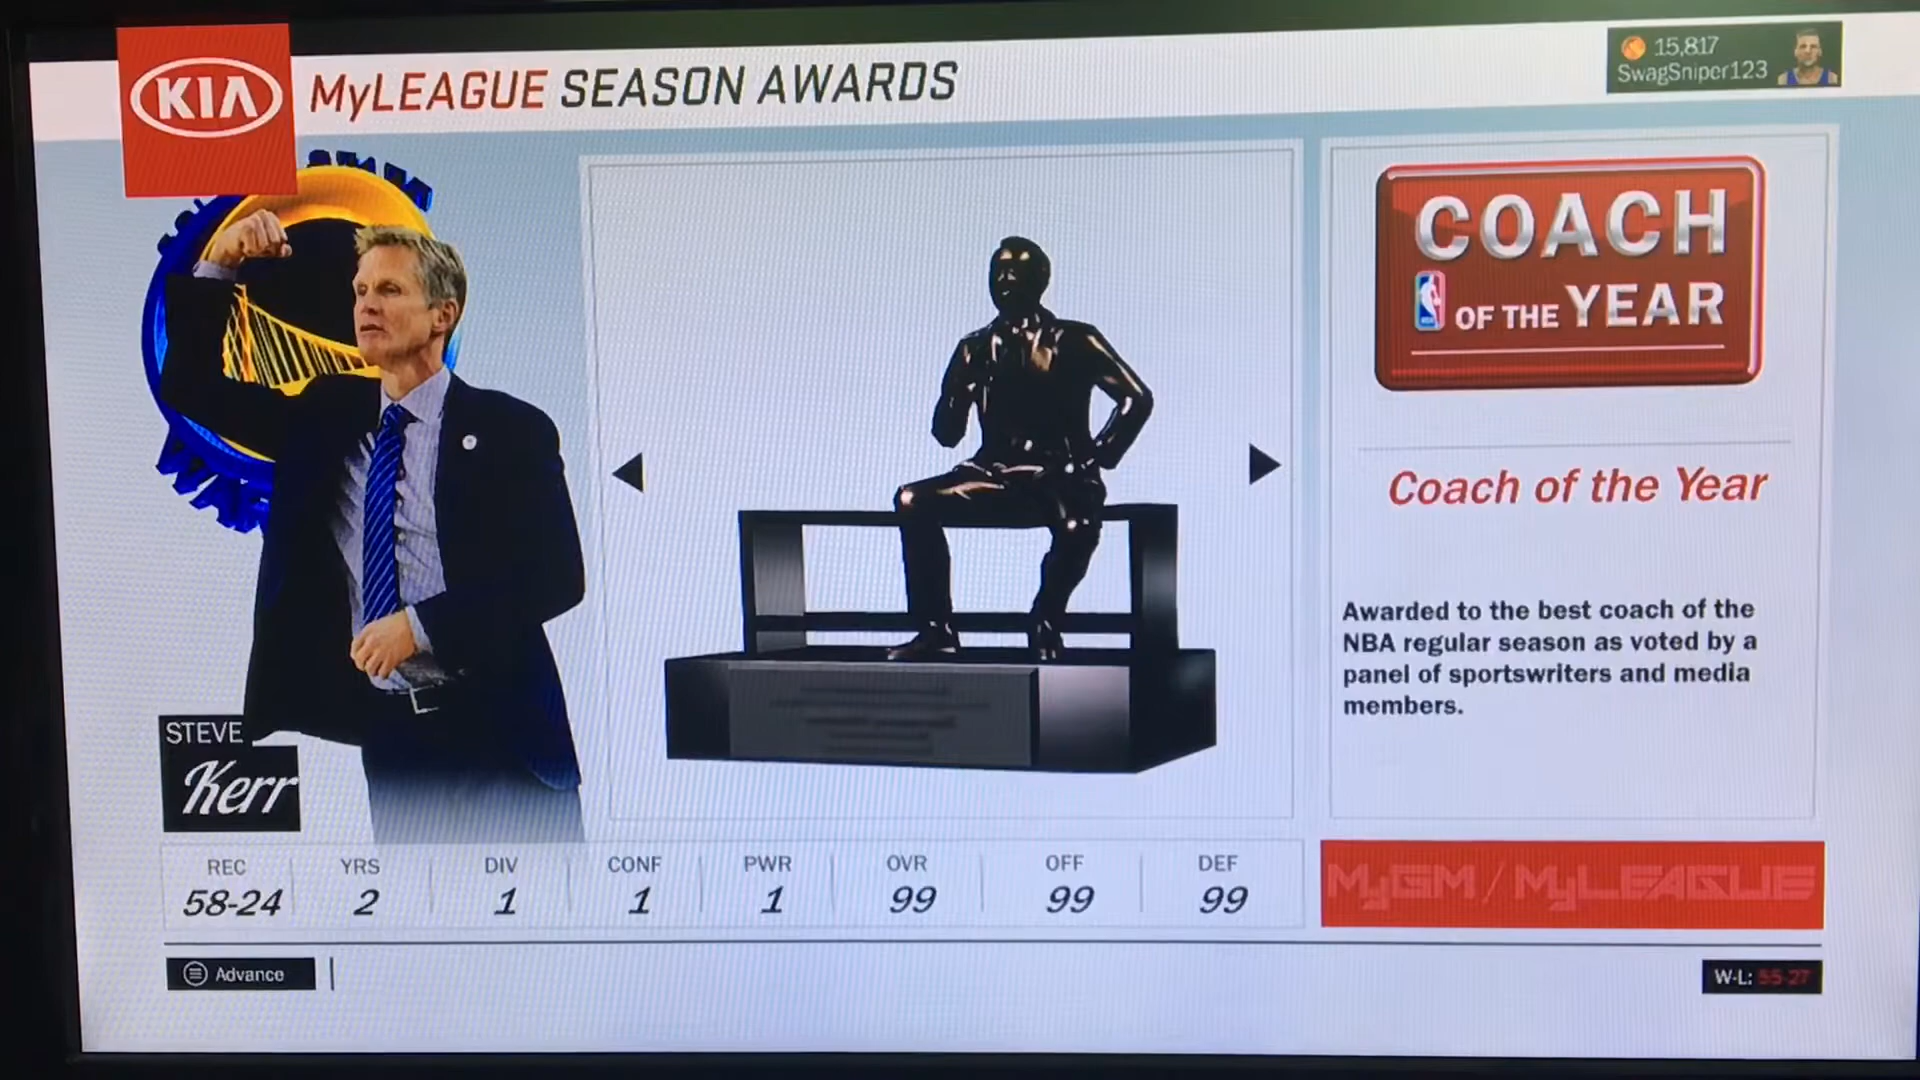 KIA
MyLEAGUE SEASON AWARDS
15,817
SwagSniper123
COACH
OF THE YEAR
Coach of the Year
Awarded to the best coach of the
NBA regular season as voted by a
panel of sportswriters and media
members.
STEVE
Kerr
REC YRS DIV CONF PWR OVR OFF DEF
58-24 2 1 1 1 99 99 99
MyGM / MyLEAGUE
Advance
W-L: 55-27